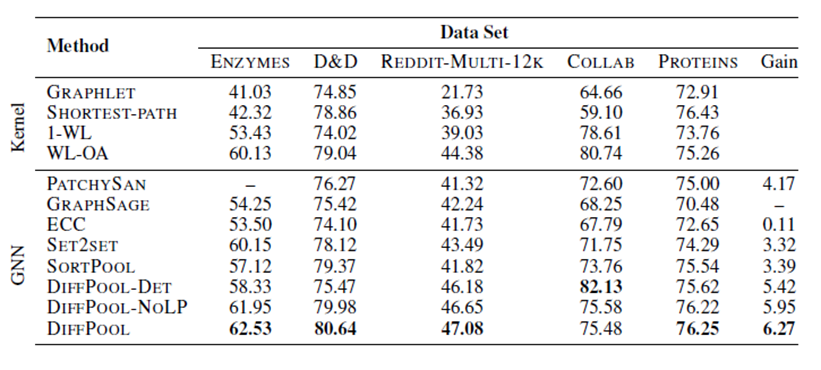 Method Data Set
ENZYMES D&D REDDIT-MULTI-12K COLLAB PROTEINS Gain
Kernel
GRAPHLET 41.03 74.85 21.73 64.66 72.91
SHORTEST-PATH 42.32 78.86 36.93 59.10 76.43
1-WL 53.43 74.02 39.03 78.61 73.76
WL-OA 60.13 79.04 44.38 80.74 75.26
GNN
PATCHYSAN – 76.27 41.32 72.60 75.00 4.17
GRAPHSAGE 54.25 75.42 42.24 68.25 70.48 –
ECC 53.50 74.10 41.73 67.79 72.65 0.11
SET2SET 60.15 78.12 43.49 71.75 74.29 3.32
SORTPOOL 57.12 79.37 41.82 73.76 75.54 3.39
DIFFPOOL-DET 58.33 75.47 46.18 82.13 75.62 5.42
DIFFPOOL-NOLP 61.95 79.98 46.65 75.58 76.22 5.95
DIFFPOOL 62.53 80.64 47.08 75.48 76.25 6.27